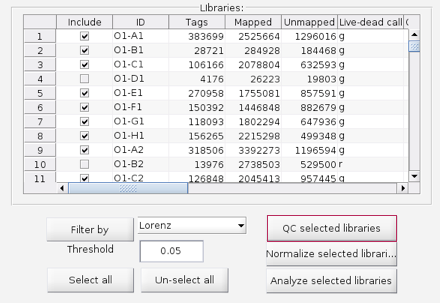 Libraries:
Include ID Tags Mapped Unmapped Live-dead call
1 O1-A1 383699 2525664 1296016 g
2 O1-B1 28721 284928 184468 g
3 O1-C1 106166 2078804 632593 g
4 O1-D1 4176 26223 19803 g
5 O1-E1 270958 1755081 857591 g
6 O1-F1 150392 1446848 882679 g
7 O1-G1 118093 1802294 647936 g
8 O1-H1 156265 2215298 499348 g
9 O1-A2 318506 3392273 1196594 g
10 O1-B2 13976 2738503 529500 r
11 O1-C2 126848 2045413 957445 g
Filter by Lorenz QC selected libraries
Threshold 0.05 Normalize selected librari...
Select all Un-select all Analyze selected libraries